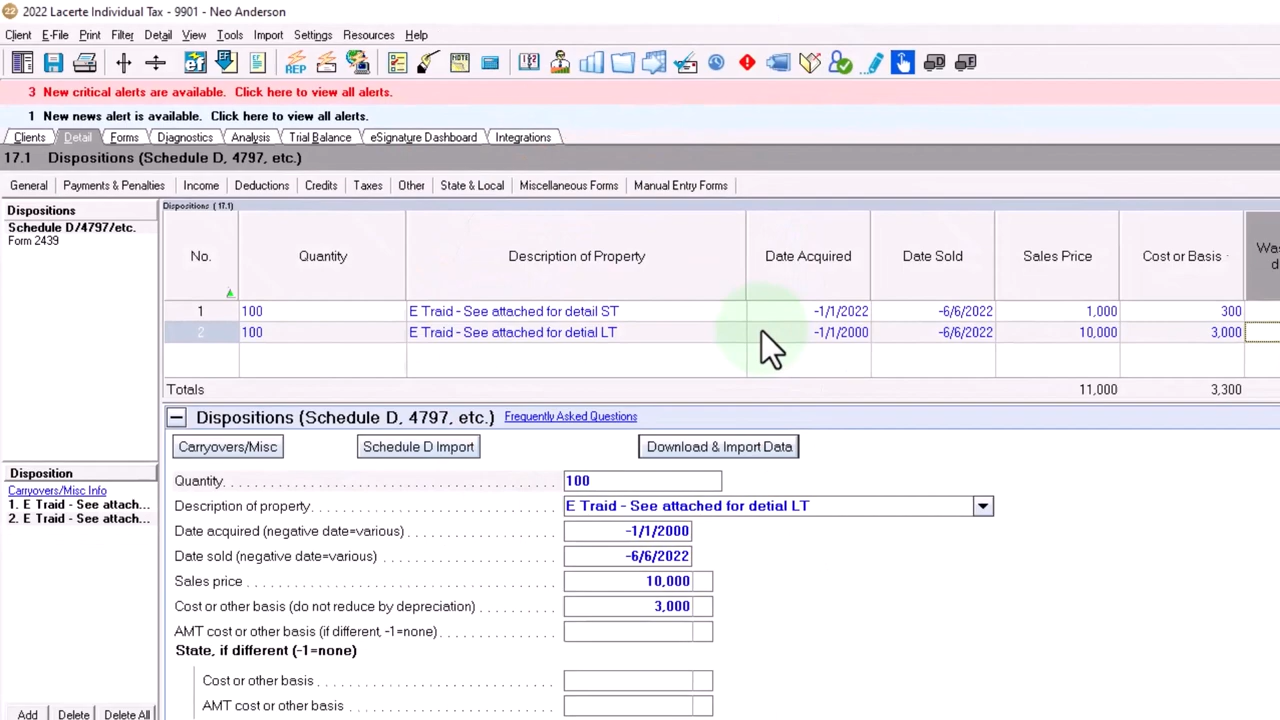 2022 Lacerte Individual Tax - 9901 - Neo Anderson
Client E-File Print Filter Detail View Tools Import Settings Resources Help
3 New critical alerts are available. Click here to view all alerts.
1 New news alert is available. Click here to view all alerts.
Clients Detail Forms Diagnostics Analysis Trial Balance eSignature Dashboard Integrations
17.1 Dispositions (Schedule D, 4797, etc.)
General Payments & Penalties Income Deductions Credits Taxes Other State & Local Miscellaneous Forms Manual Entry Forms
Dispositions
Schedule D/4797/etc.
Form 2439
Dispositions (17.1)
No. Quantity Description of Property Date Acquired Date Sold Sales Price Cost or Basis
1 100 E Traid - See attached for detail ST -1/1/2022 -6/6/2022 1,000 300
2 100 E Traid - See attached for detial LT -1/1/2000 -6/6/2022 10,000 3,000
Totals 11,000 3,300
Dispositions (Schedule D, 4797, etc.) Frequently Asked Questions
Carryovers/Misc Schedule D Import Download & Import Data
Quantity 100
Description of property E Traid - See attached for detial LT
Date acquired (negative date=various) -1/1/2000
Date sold (negative date=various) -6/6/2022
Sales price 10,000
Cost or other basis (do not reduce by depreciation) 3,000
AMT cost or other basis (if different, -1=none)
State, if different (-1=none)
Cost or other basis
AMT cost or other basis
Disposition
Carryovers/Misc Info
1. E Traid - See attach...
2. E Traid - See attach...
Add Delete Delete All